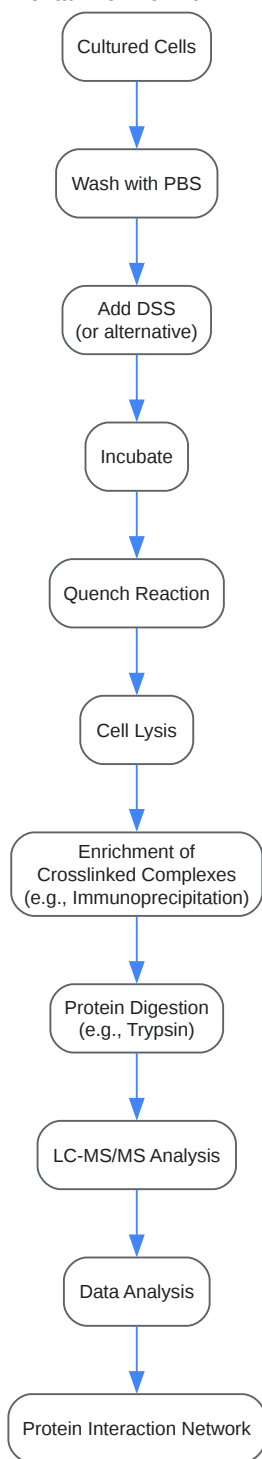 Cultured Cells
Wash with PBS
Add DSS
(or alternative)
Incubate
Quench Reaction
Cell Lysis
Enrichment of
Crosslinked Complexes
(e.g., Immunoprecipitation)
Protein Digestion
(e.g., Trypsin)
LC-MS/MS Analysis
Data Analysis
Protein Interaction Network